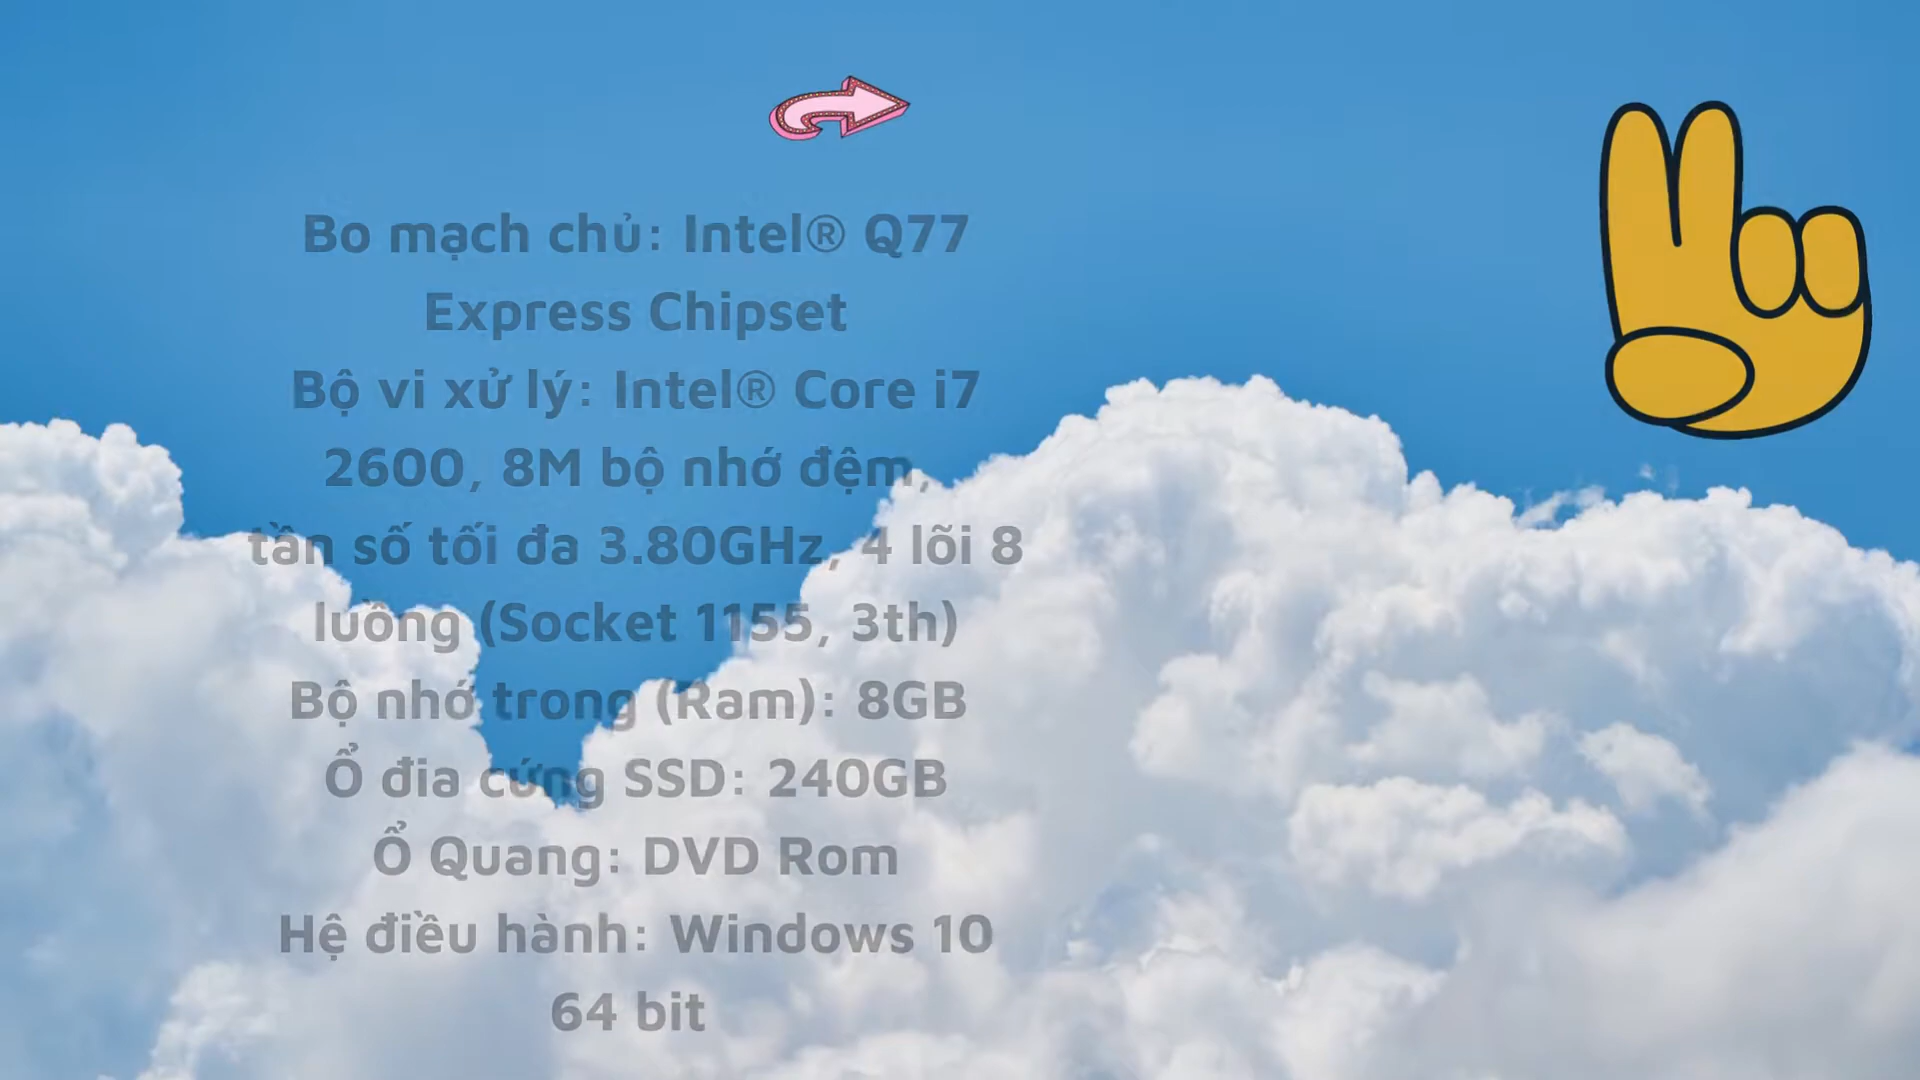 Bo mạch chủ: Intel® Q77
Express Chipset
Bộ vi xử lý: Intel® Core i7
2600, 8M bộ nhớ đệm,
tần số tối đa 3.80GHz, 4 lõi 8
luồng (Socket 1155, 3th)
Bộ nhớ trong (Ram): 8GB
Ổ đia cứng SSD: 240GB
Ổ Quang: DVD Rom
Hệ điều hành: Windows 10
64 bit